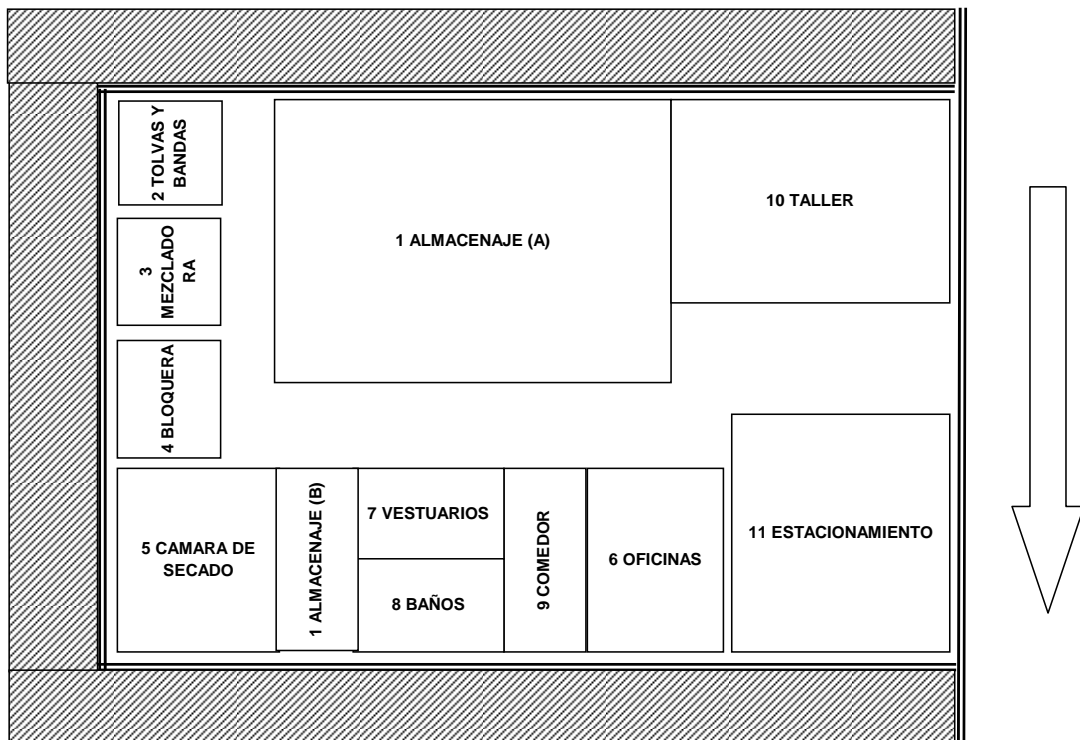 2 TOLVAS Y
BANDAS
1 ALMACENAJE (A)
10 TALLER
3
MEZCLADO
RA
4 BLOQUERA
5 CAMARA DE
SECADO
1 ALMACENAJE (B)
7 VESTUARIOS
8 BAÑOS
9 COMEDOR
6 OFICINAS
11 ESTACIONAMIENTO